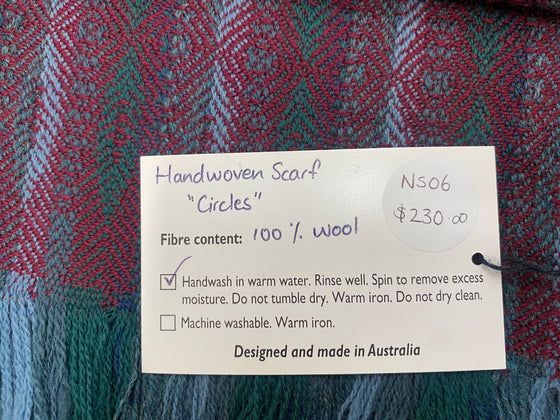 Handwoven Scarf
"Circles"
NS06
$230.00
Fibre content: 100% wool
Handwash in warm water. Rinse well. Spin to remove excess
moisture. Do not tumble dry. Warm iron. Do not dry clean.
Machine washable. Warm iron.
Designed and made in Australia